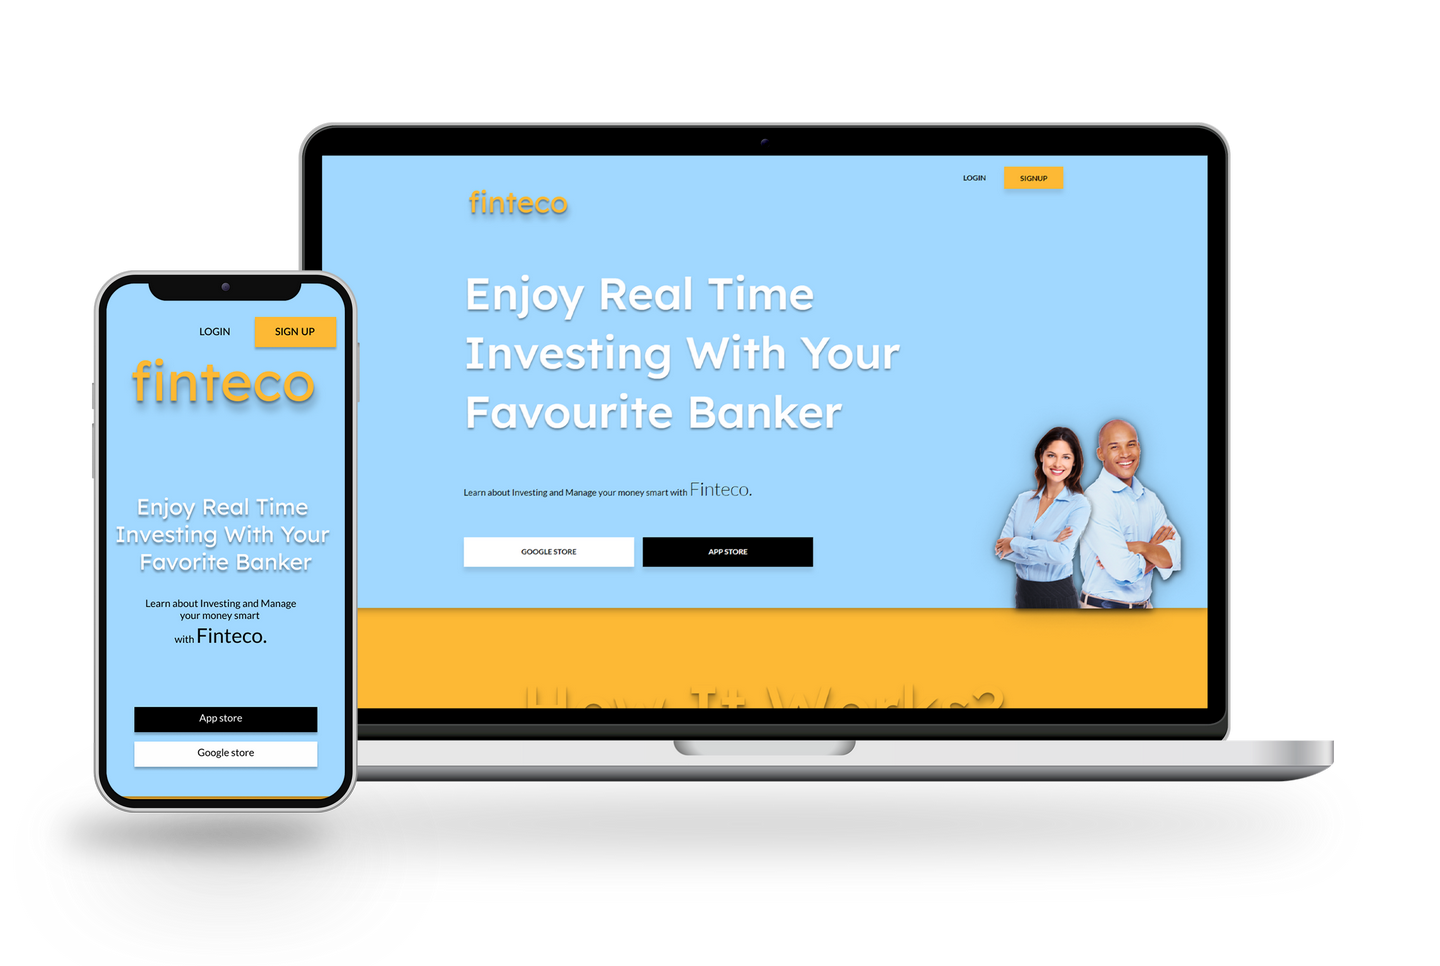 LOGIN
SIGNUP
finteco
Enjoy Real Time
Investing With Your
Favourite Banker
Learn about Investing and Manage your money smart with Finteco.
GOOGLE STORE
APP STORE
How It Works?
LOGIN
SIGN UP
finteco
Enjoy Real Time
Investing With Your
Favorite Banker
Learn about Investing and Manage
your money smart
with Finteco.
App store
Google store